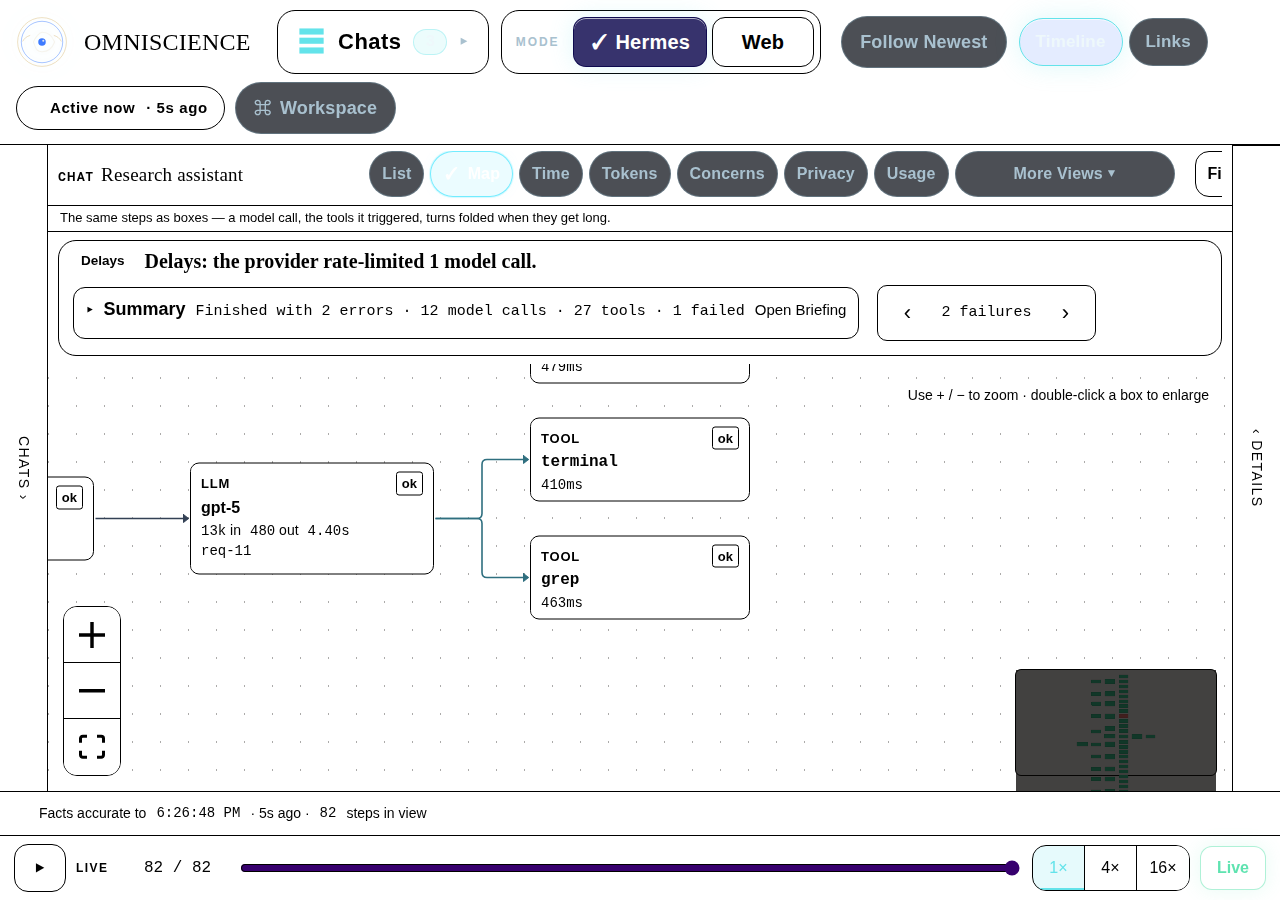 OMNISCIENCE
Chats ▸
MODE ✓ Hermes Web
Follow Newest Timeline Links
Active now · 5s ago
⌘ Workspace
CHAT Research assistant
List ✓ Map Time Tokens Concerns Privacy Usage More Views ▾ Fi
The same steps as boxes — a model call, the tools it triggered, turns folded when they get long.
Delays Delays: the provider rate-limited 1 model call.
▸ Summary Finished with 2 errors · 12 model calls · 27 tools · 1 failed Open Briefing
‹ 2 failures ›
479ms
Use + / − to zoom · double-click a box to enlarge
CHATS ›
‹ DETAILS
ok
LLM ok
gpt-5
13k in 480 out 4.40s
req-11
TOOL ok
terminal
410ms
TOOL ok
grep
463ms
Facts accurate to 6:26:48 PM · 5s ago · 82 steps in view
▸ LIVE 82 / 82 1× 4× 16× Live